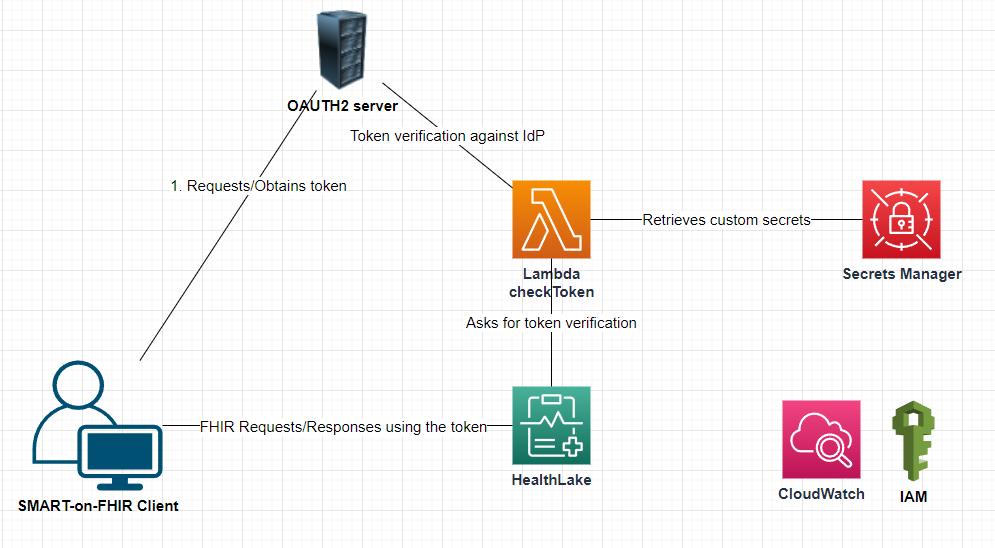 OAUTH2 server
Token verification against IdP
1. Requests/Obtains token
Retrieves custom secrets
Lambda
checkToken
Secrets Manager
Asks for token verification
FHIR Requests/Responses using the token
HealthLake
CloudWatch
IAM
SMART-on-FHIR Client